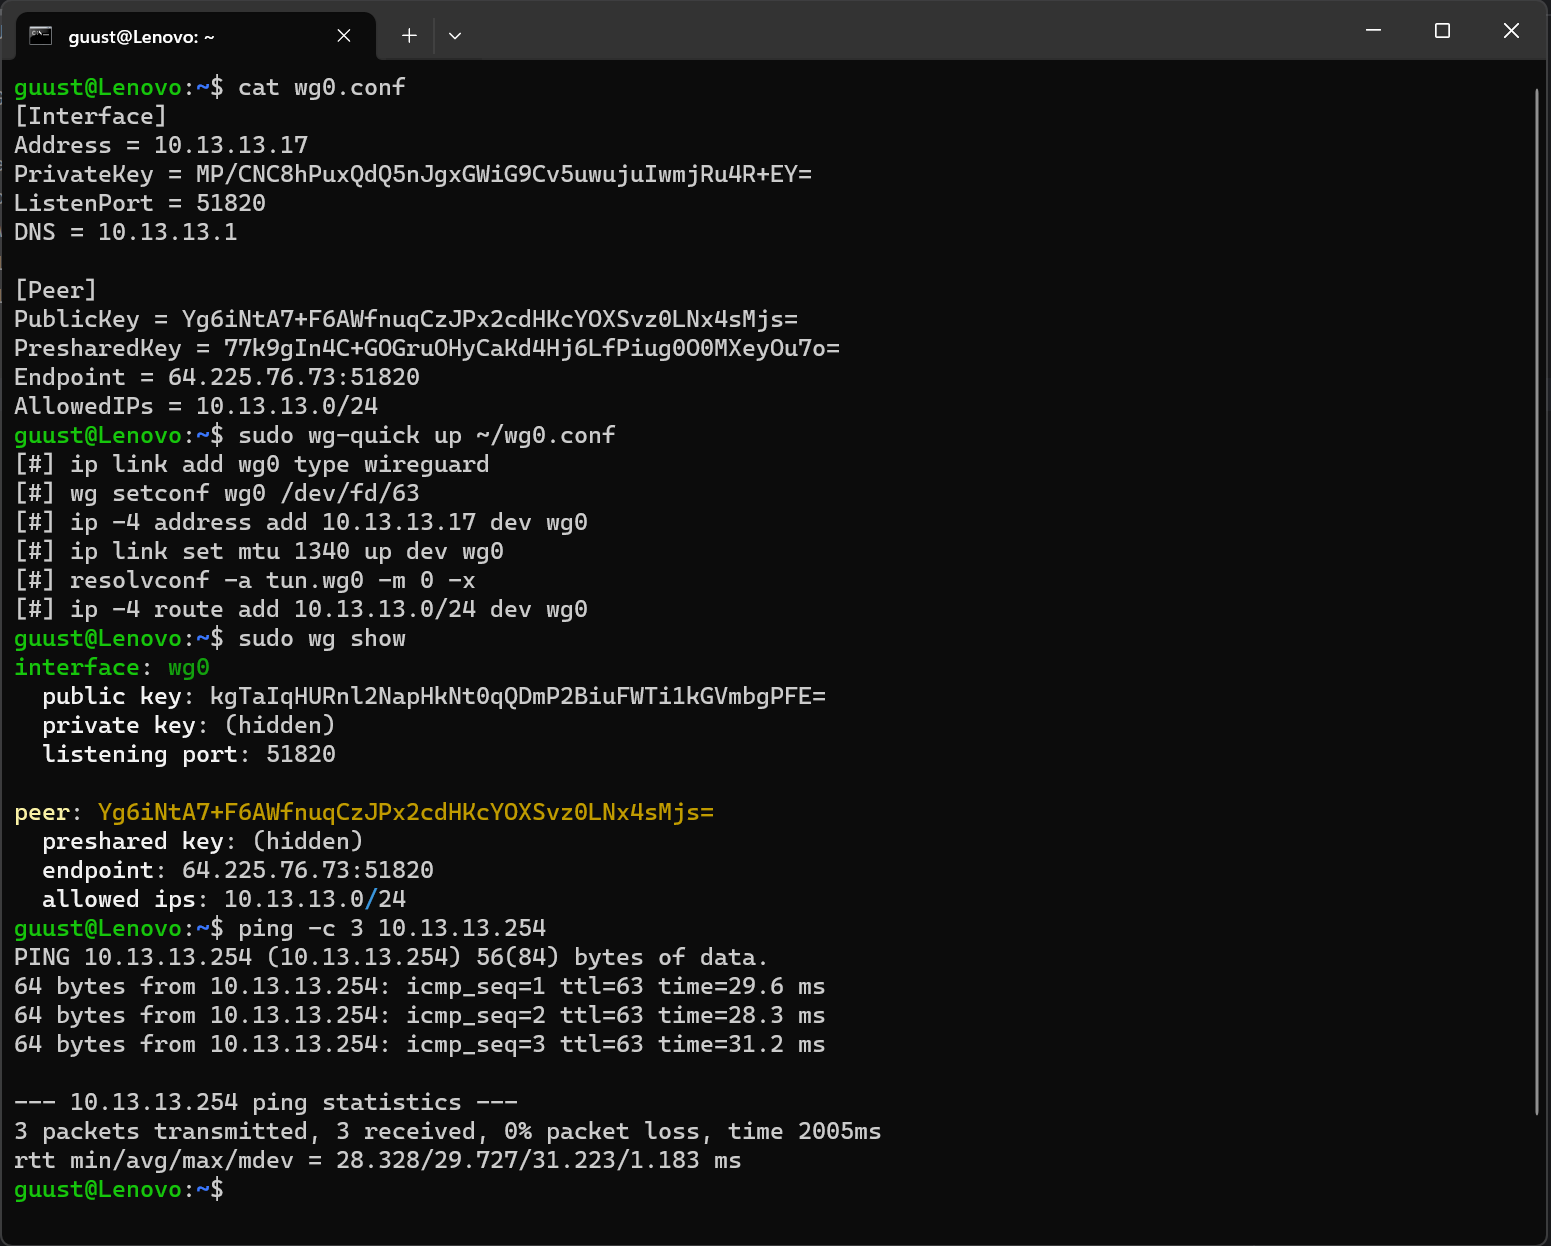 guust@Lenovo: ~
guust@Lenovo:~$ cat wg0.conf
[Interface]
Address = 10.13.13.17
PrivateKey = MP/CNC8hPuxQdQ5nJgxGWiG9Cv5uwujuIwmjRu4R+EY=
ListenPort = 51820
DNS = 10.13.13.1

[Peer]
PublicKey = Yg6iNtA7+F6AWfnuqCzJPx2cdHKcYOXSvz0LNx4sMjs=
PresharedKey = 77k9gIn4C+GOGruOHyCaKd4Hj6LfPiug0O0MXeyOu7o=
Endpoint = 64.225.76.73:51820
AllowedIPs = 10.13.13.0/24
guust@Lenovo:~$ sudo wg-quick up ~/wg0.conf
[#] ip link add wg0 type wireguard
[#] wg setconf wg0 /dev/fd/63
[#] ip -4 address add 10.13.13.17 dev wg0
[#] ip link set mtu 1340 up dev wg0
[#] resolvconf -a tun.wg0 -m 0 -x
[#] ip -4 route add 10.13.13.0/24 dev wg0
guust@Lenovo:~$ sudo wg show
interface: wg0
  public key: kgTaIqHURnl2NapHkNt0qQDmP2BiuFWTi1kGVmbgPFE=
  private key: (hidden)
  listening port: 51820

peer: Yg6iNtA7+F6AWfnuqCzJPx2cdHKcYOXSvz0LNx4sMjs=
  preshared key: (hidden)
  endpoint: 64.225.76.73:51820
  allowed ips: 10.13.13.0/24
guust@Lenovo:~$ ping -c 3 10.13.13.254
PING 10.13.13.254 (10.13.13.254) 56(84) bytes of data.
64 bytes from 10.13.13.254: icmp_seq=1 ttl=63 time=29.6 ms
64 bytes from 10.13.13.254: icmp_seq=2 ttl=63 time=28.3 ms
64 bytes from 10.13.13.254: icmp_seq=3 ttl=63 time=31.2 ms

--- 10.13.13.254 ping statistics ---
3 packets transmitted, 3 received, 0% packet loss, time 2005ms
rtt min/avg/max/mdev = 28.328/29.727/31.223/1.183 ms
guust@Lenovo:~$